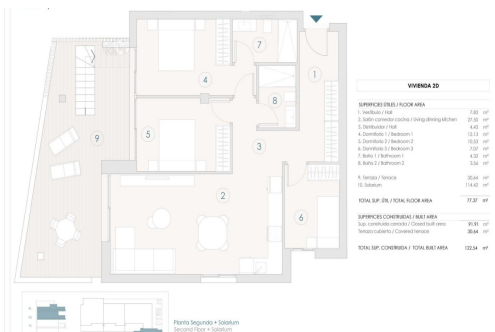 VIVIENDA 2D
SUPERFICIES ÚTILES / FLOOR AREA
1. Vestíbulo / Hall 7,83 m²
2. Salón comedor cocina / Living dinning kitchen 27,50 m²
3. Distribuidor / Hall 4,43 m²
4. Dormitorio 1 / Bedroom 1 12,13 m²
5. Dormitorio 2 / Bedroom 2 10,53 m²
6. Dormitorio 3 / Bedroom 3 7,07 m²
7. Baño 1 / Bathroom 1 4,32 m²
8. Baño 2 / Bathroom 2 3,56 m²
9. Terraza / Terrace 30,64 m²
10. Solarium 114,42 m²
TOTAL SUP. ÚTIL / TOTAL FLOOR AREA 77,37 m²
SUPERFICIES CONSTRUIDAS / BUILT AREA
Sup. construida cerrada / Closed built area 91,91 m²
Terraza cubierta / Covered terrace 30,64 m²
TOTAL SUP. CONSTRUIDA / TOTAL BUILT AREA 122,54 m²
7
4
1
8
9
5
3
2
6
Planta Segunda + Solarium
Second Floor + Solarium